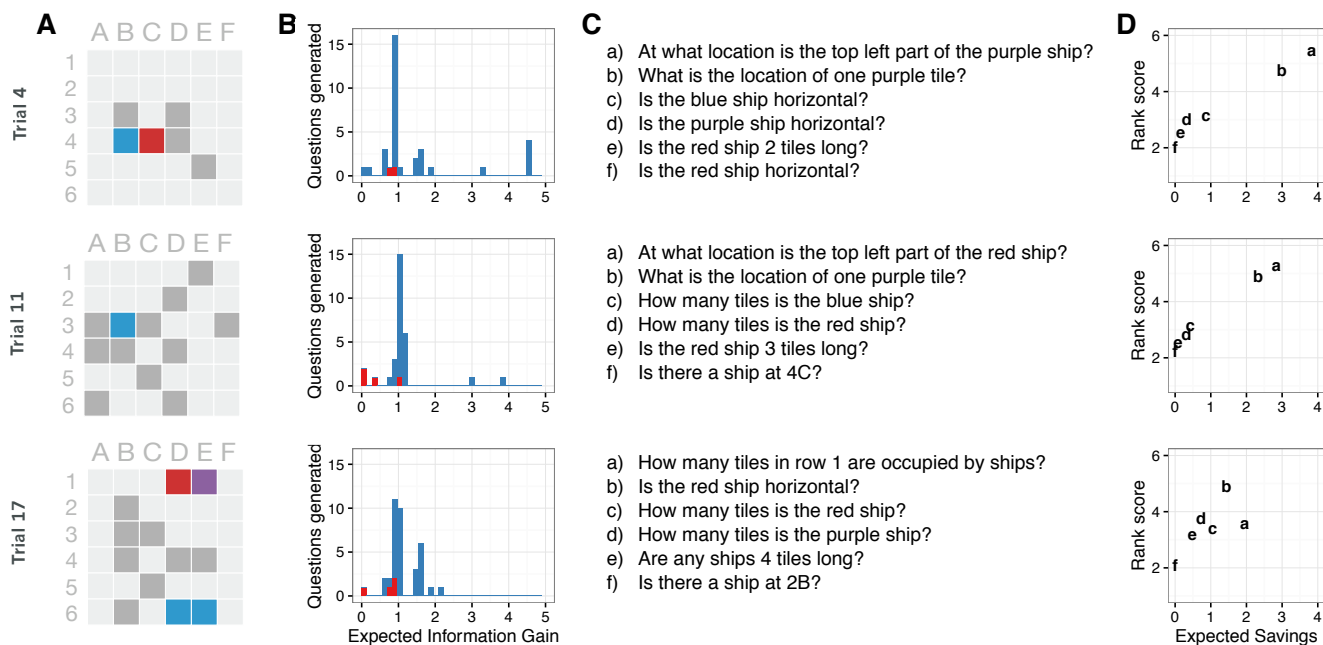 A
B
C
D
Trial 4
A B C D E F
1
2
3
4
5
6
Questions generated
15
10
5
0
0 1 2 3 4 5
a) At what location is the top left part of the purple ship?
b) What is the location of one purple tile?
c) Is the blue ship horizontal?
d) Is the purple ship horizontal?
e) Is the red ship 2 tiles long?
f) Is the red ship horizontal?
Rank score
6
4
2
a
b
c
d
e
f
0 1 2 3 4
Trial 11
A B C D E F
1
2
3
4
5
6
Questions generated
15
10
5
0
0 1 2 3 4 5
a) At what location is the top left part of the red ship?
b) What is the location of one purple tile?
c) How many tiles is the blue ship?
d) How many tiles is the red ship?
e) Is the red ship 3 tiles long?
f) Is there a ship at 4C?
Rank score
6
4
2
a
b
c
d
e
f
0 1 2 3 4
Trial 17
A B C D E F
1
2
3
4
5
6
Questions generated
15
10
5
0
0 1 2 3 4 5
Expected Information Gain
a) How many tiles in row 1 are occupied by ships?
b) Is the red ship horizontal?
c) How many tiles is the red ship?
d) How many tiles is the purple ship?
e) Are any ships 4 tiles long?
f) Is there a ship at 2B?
Rank score
6
4
2
b
d
a
c
e
f
0 1 2 3 4
Expected Savings